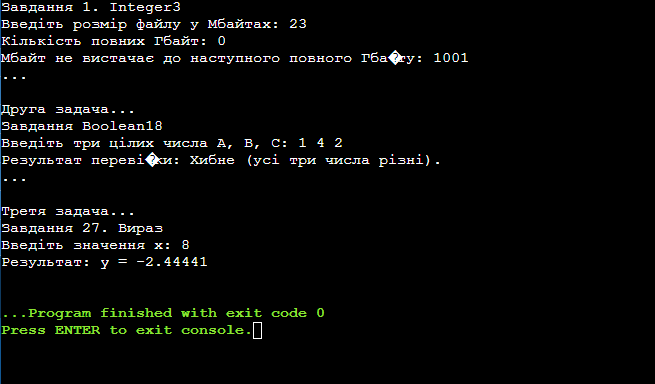 Завдання 1. Integer3
Введіть розмір файлу у Мбайтах: 23
Кількість повних Гбайт: 0
Мбайт не вистачає до наступного повного Гба�ту: 1001
...
Друга задача...
Завдання Boolean18
Введіть три цілих числа A, B, C: 1 4 2
Результат перевi�ки: Хибне (усі три числа різні).
...
Третя задача...
Завдання 27. Вираз
Введіть значення x: 8
Результат: y = -2.44441
...Program finished with exit code 0
Press ENTER to exit console.